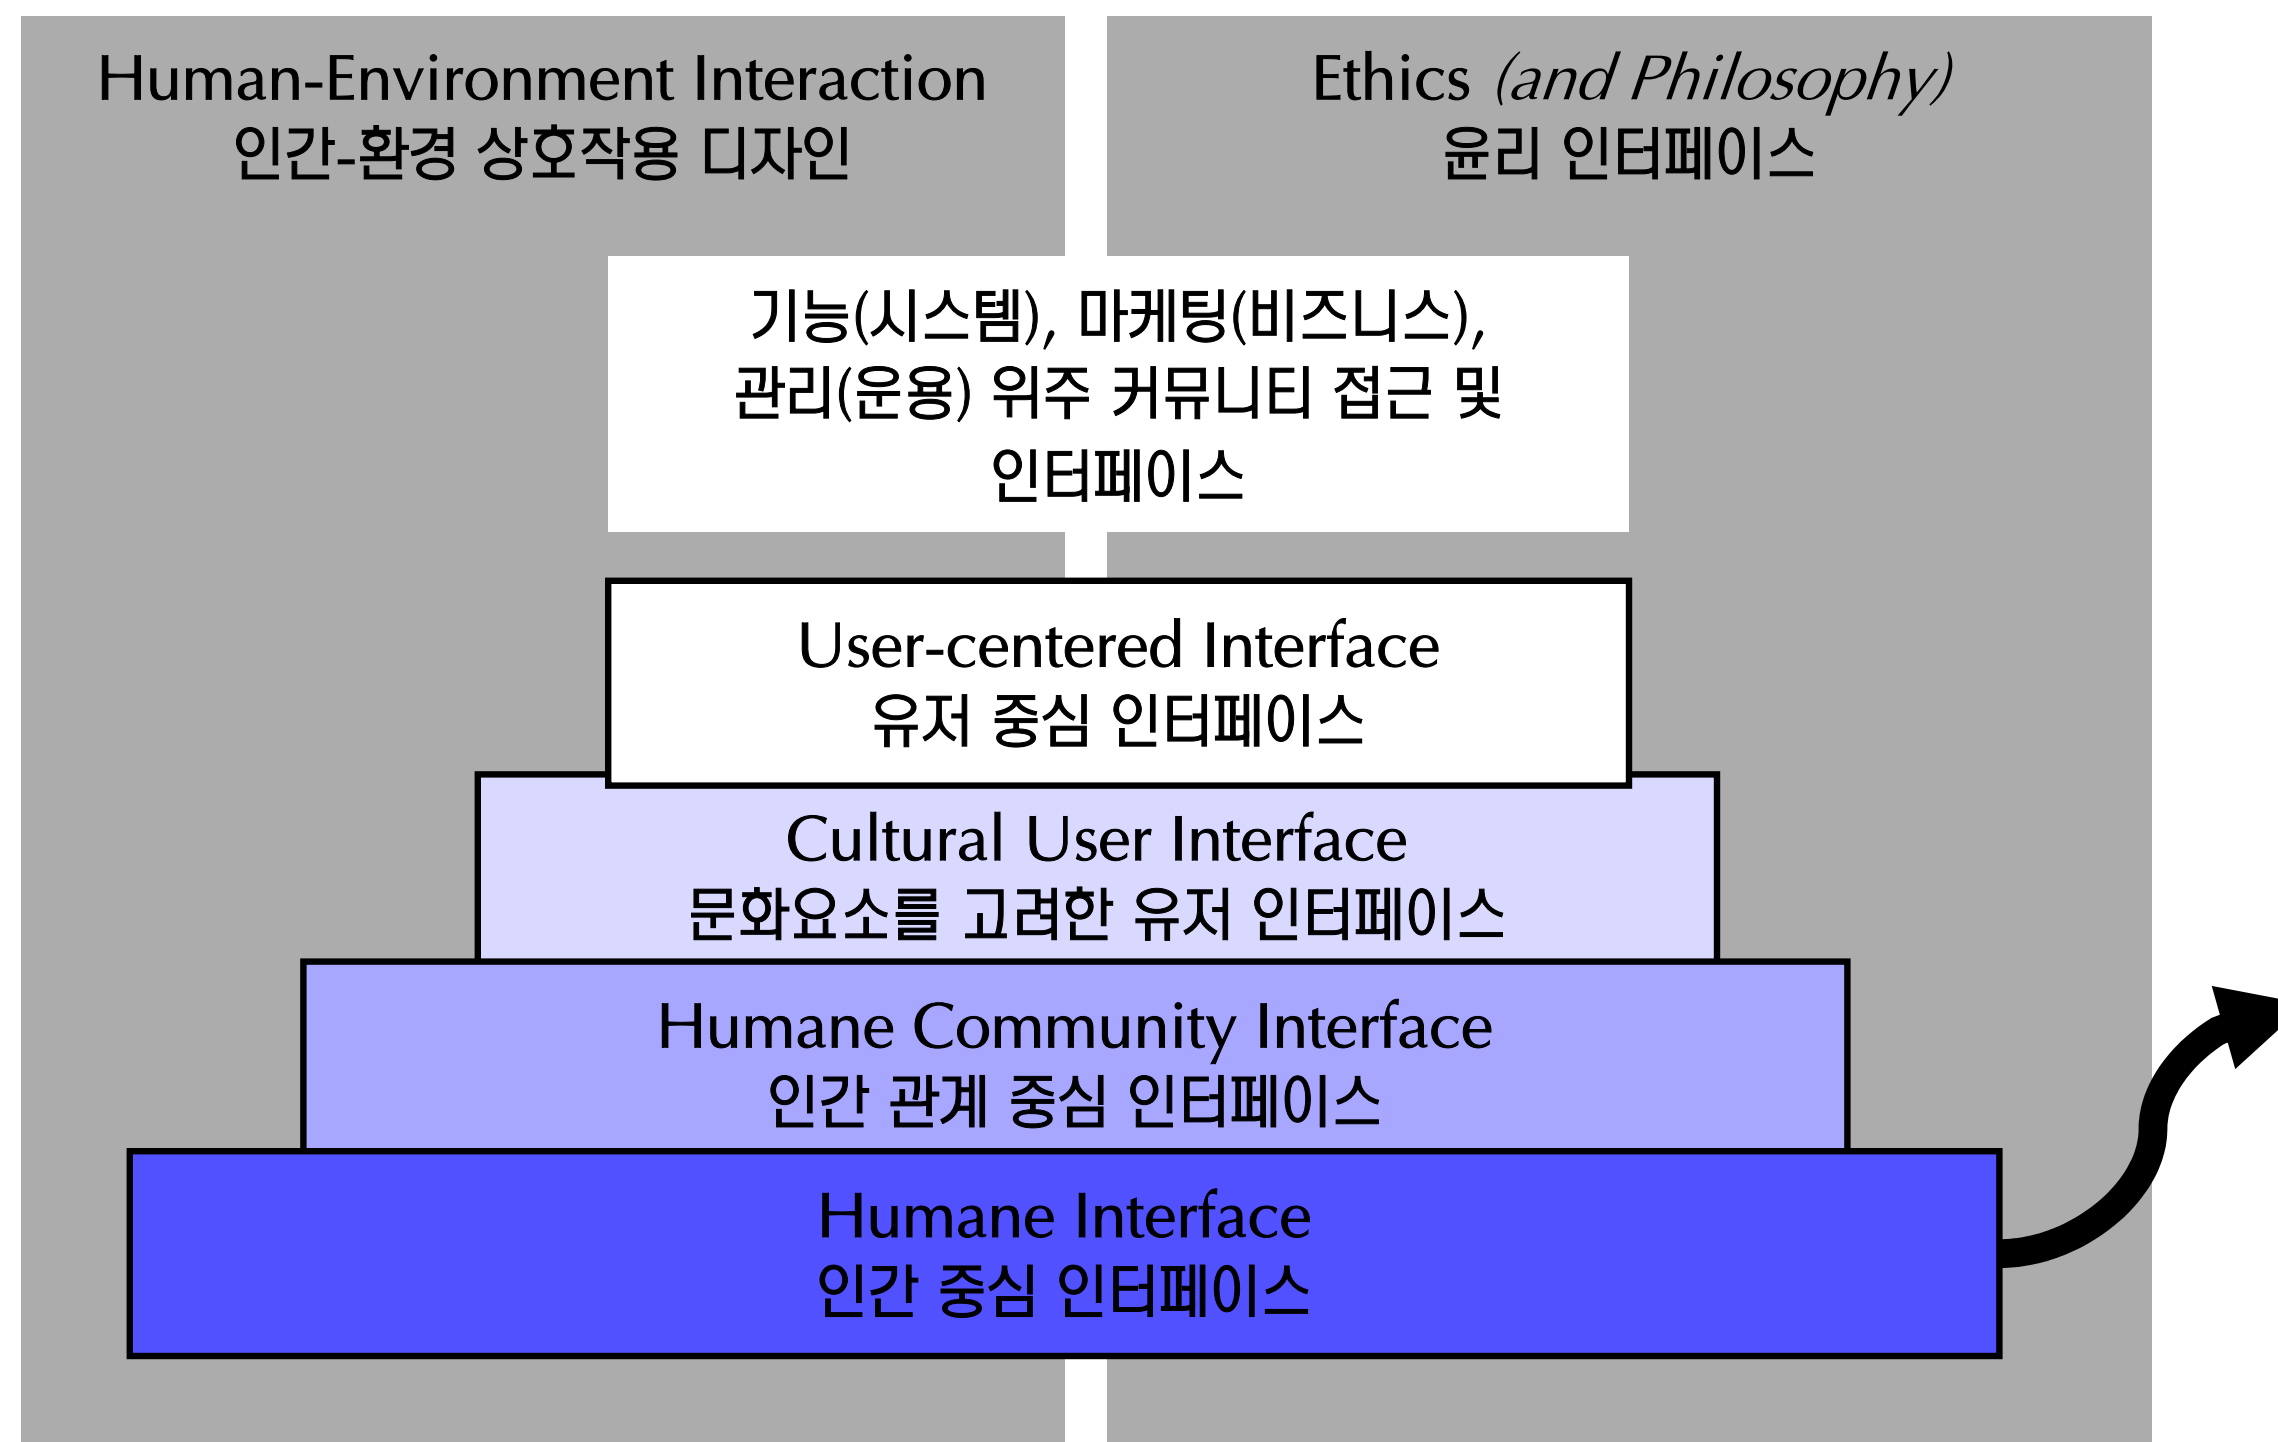 Human-Environment Interaction
인간-환경 상호작용 디자인
Ethics (and Philosophy)
윤리 인터페이스
기능(시스템), 마케팅(비즈니스),
관리(운용) 위주 커뮤니티 접근 및
인터페이스
User-centered Interface
유저 중심 인터페이스
Cultural User Interface
문화요소를 고려한 유저 인터페이스
Humane Community Interface
인간 관계 중심 인터페이스
Humane Interface
인간 중심 인터페이스